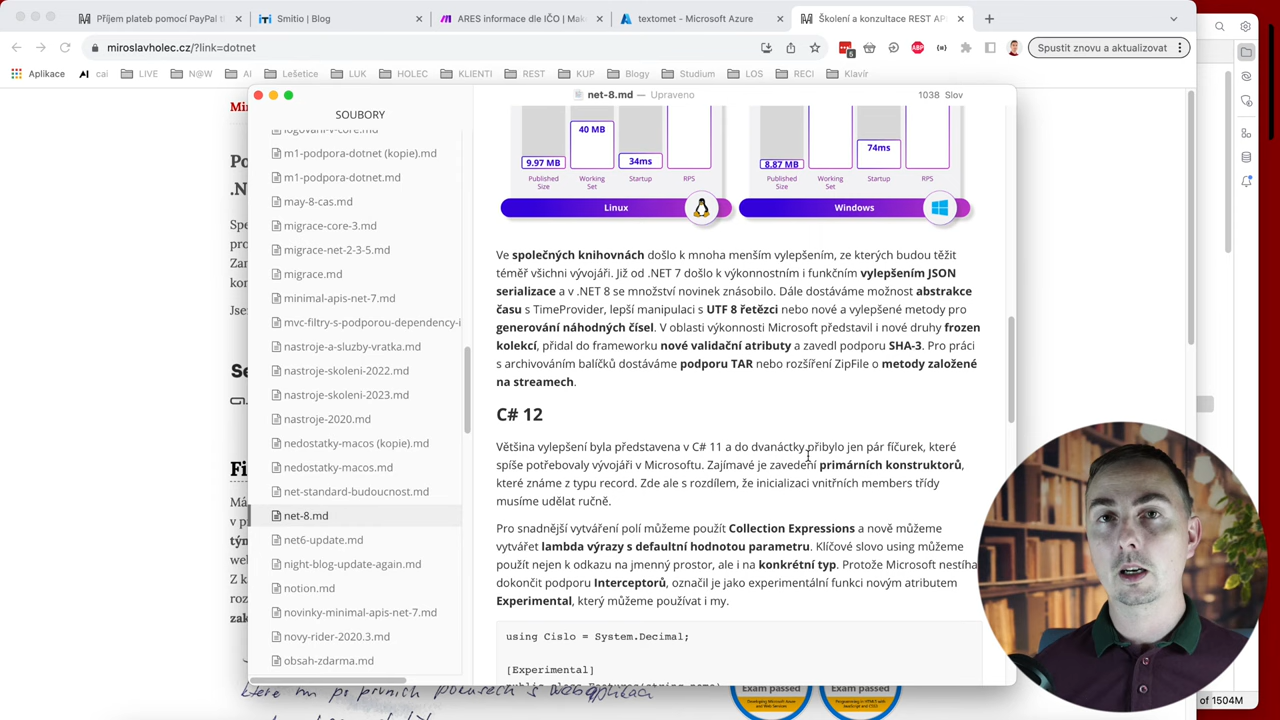 Příjem plateb pomocí PayPal t
Smitio | Blog
ARES informace dle IČO | Mak
textomet - Microsoft Azure
Školení a konzultace REST AP
miroslavholec.cz/?link=dotnet
Spustit znovu a aktualizovat
Aplikace
cai
LIVE
N@W
AI
Lešetice
LUK
HOLEC
KLIENTI
REST
KUP
Blogy
Studium
LOS
RECI
Klavír
net-8.md — Upraveno
1038 Slov
SOUBORY
logovani-v-core.md
m1-podpora-dotnet (kopie).md
m1-podpora-dotnet.md
may-8-cas.md
migrace-core-3.md
migrace-net-2-3-5.md
migrace.md
minimal-apis-net-7.md
mvc-filtry-s-podporou-dependency-i
nastroje-a-sluzby-vratka.md
nastroje-skoleni-2022.md
nastroje-skoleni-2023.md
nastroje-2020.md
nedostatky-macos (kopie).md
nedostatky-macos.md
net-standard-budoucnost.md
net-8.md
net6-update.md
night-blog-update-again.md
notion.md
novinky-minimal-apis-net-7.md
novy-rider-2020.3.md
obsah-zdarma.md
9.97 MB
40 MB
34ms
Published Size
Working Set
Startup
RPS
Linux
8.87 MB
74ms
Published Size
Working Set
Startup
RPS
Windows
Ve společných knihovnách došlo k mnoha menším vylepšením, ze kterých budou těžit
téměř všichni vývojáři. Již od .NET 7 došlo k výkonnostním i funkčním vylepšením JSON
serializace a v .NET 8 se množství novinek znásobilo. Dále dostáváme možnost abstrakce
času s TimeProvider, lepší manipulaci s UTF 8 řetězci nebo nové a vylepšené metody pro
generování náhodných čísel. V oblasti výkonnosti Microsoft představil i nové druhy frozen
kolekcí, přidal do frameworku nové validační atributy a zavedl podporu SHA-3. Pro práci
s archivováním balíčků dostáváme podporu TAR nebo rozšíření ZipFile o metody založené
na streamech.
C# 12
Většina vylepšení byla představena v C# 11 a do dvanáctky přibylo jen pár fíčurek, které
spíše potřebovaly vývojáři v Microsoftu. Zajímavé je zavedení primárních konstruktorů,
které známe z typu record. Zde ale s rozdílem, že inicializaci vnitřních members třídy
musíme udělat ručně.
Pro snadnější vytváření polí můžeme použít Collection Expressions a nově můžeme
vytvářet lambda výrazy s defaultní hodnotou parametru. Klíčové slovo using můžeme
použít nejen k odkazu na jmenný prostor, ale i na konkrétní typ. Protože Microsoft nestíha
dokončit podporu Interceptorů, označil je jako experimentální funkci novým atributem
Experimental, který můžeme používat i my.
using Cislo = System.Decimal;
[Experimental]
Exam passed
Exam passed
of 1504M